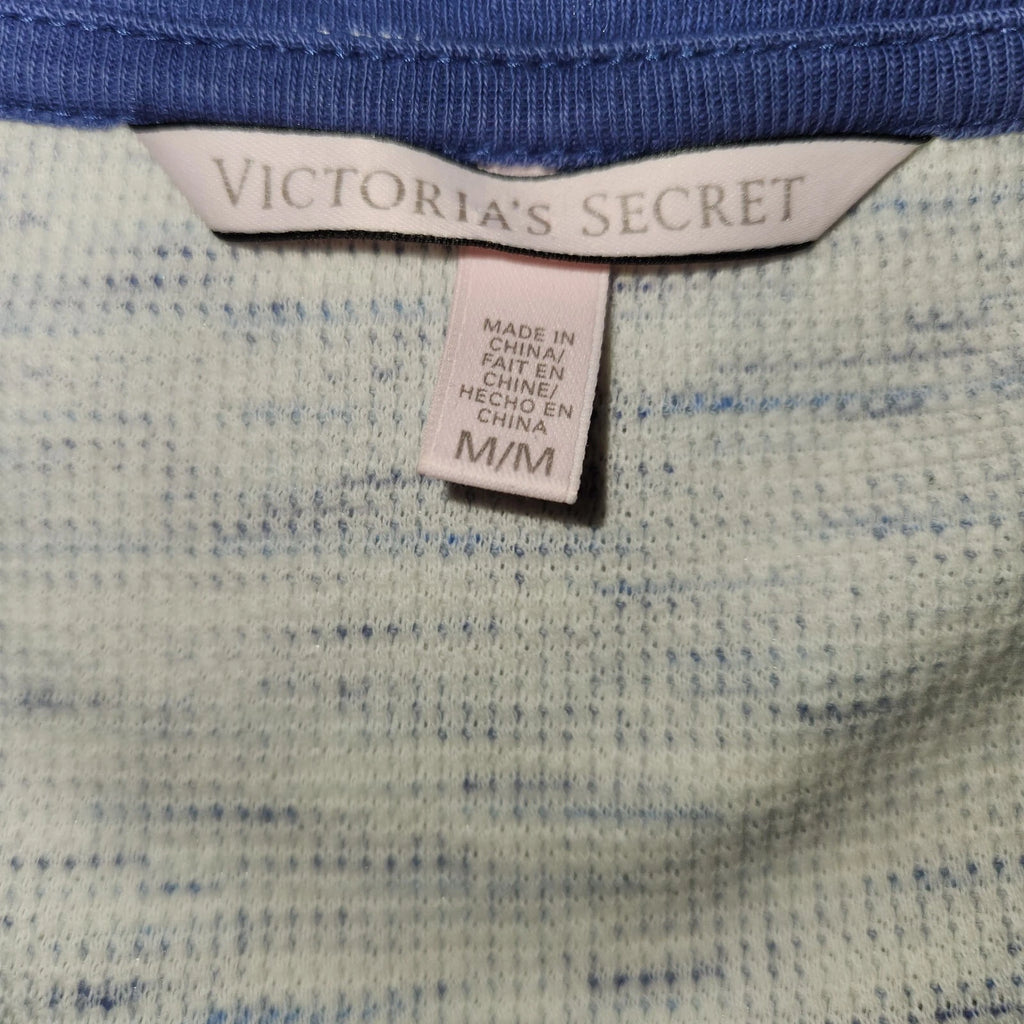 VICTORIA'S SECRET
MADE IN
CHINA/
FAIT EN
CHINE/
HECHO EN
CHINA
M/M